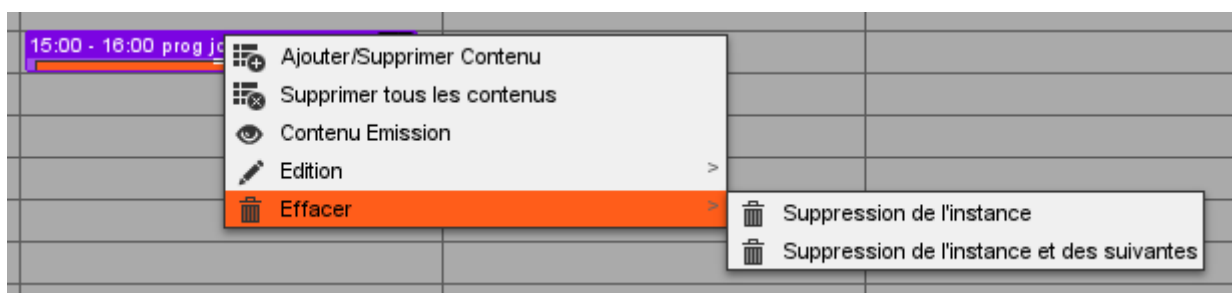 15:00 - 16:00 prog
Ajouter/Supprimer Contenu
Supprimer tous les contenus
Contenu Emission
Edition >
Effacer >
Suppression de l'instance
Suppression de l'instance et des suivantes